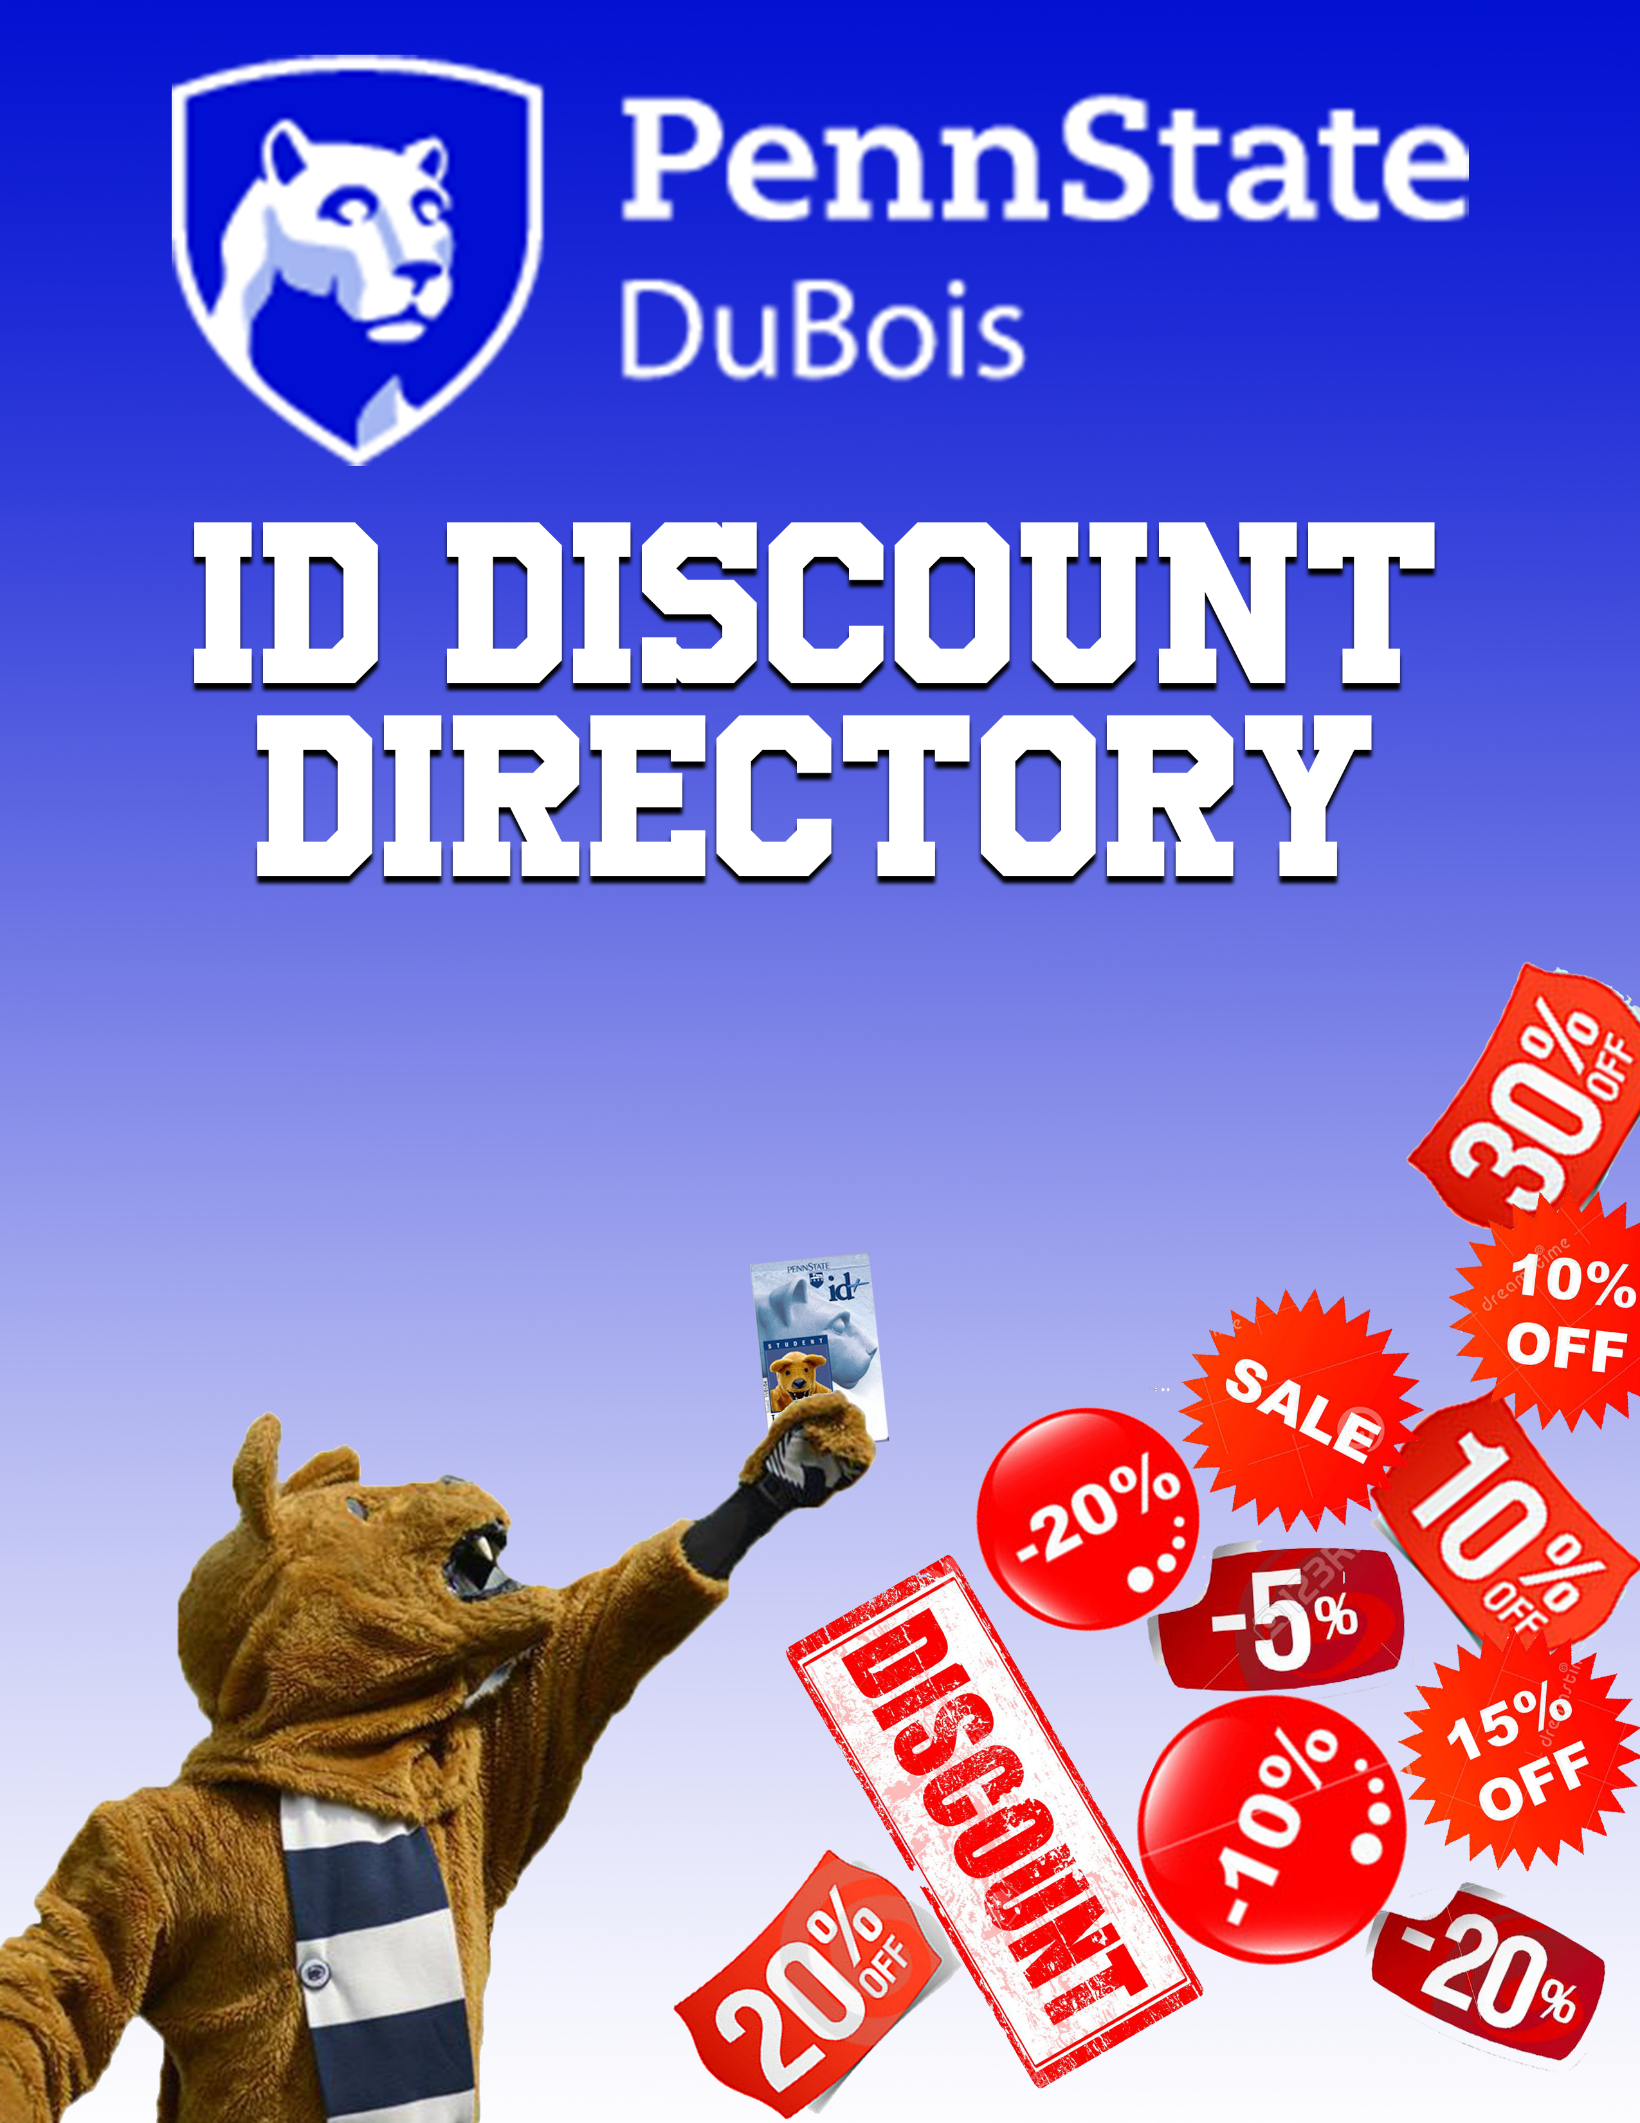 PennState
DuBois
ID DISCOUNT
DIRECTORY
30%
OFF
10%
OFF
PENNSTATE
id+
STUDENT
SALE
-20%
10%
OFF
-5%
DISCOUNT
15%
OFF
-10%
20%
OFF
-20%